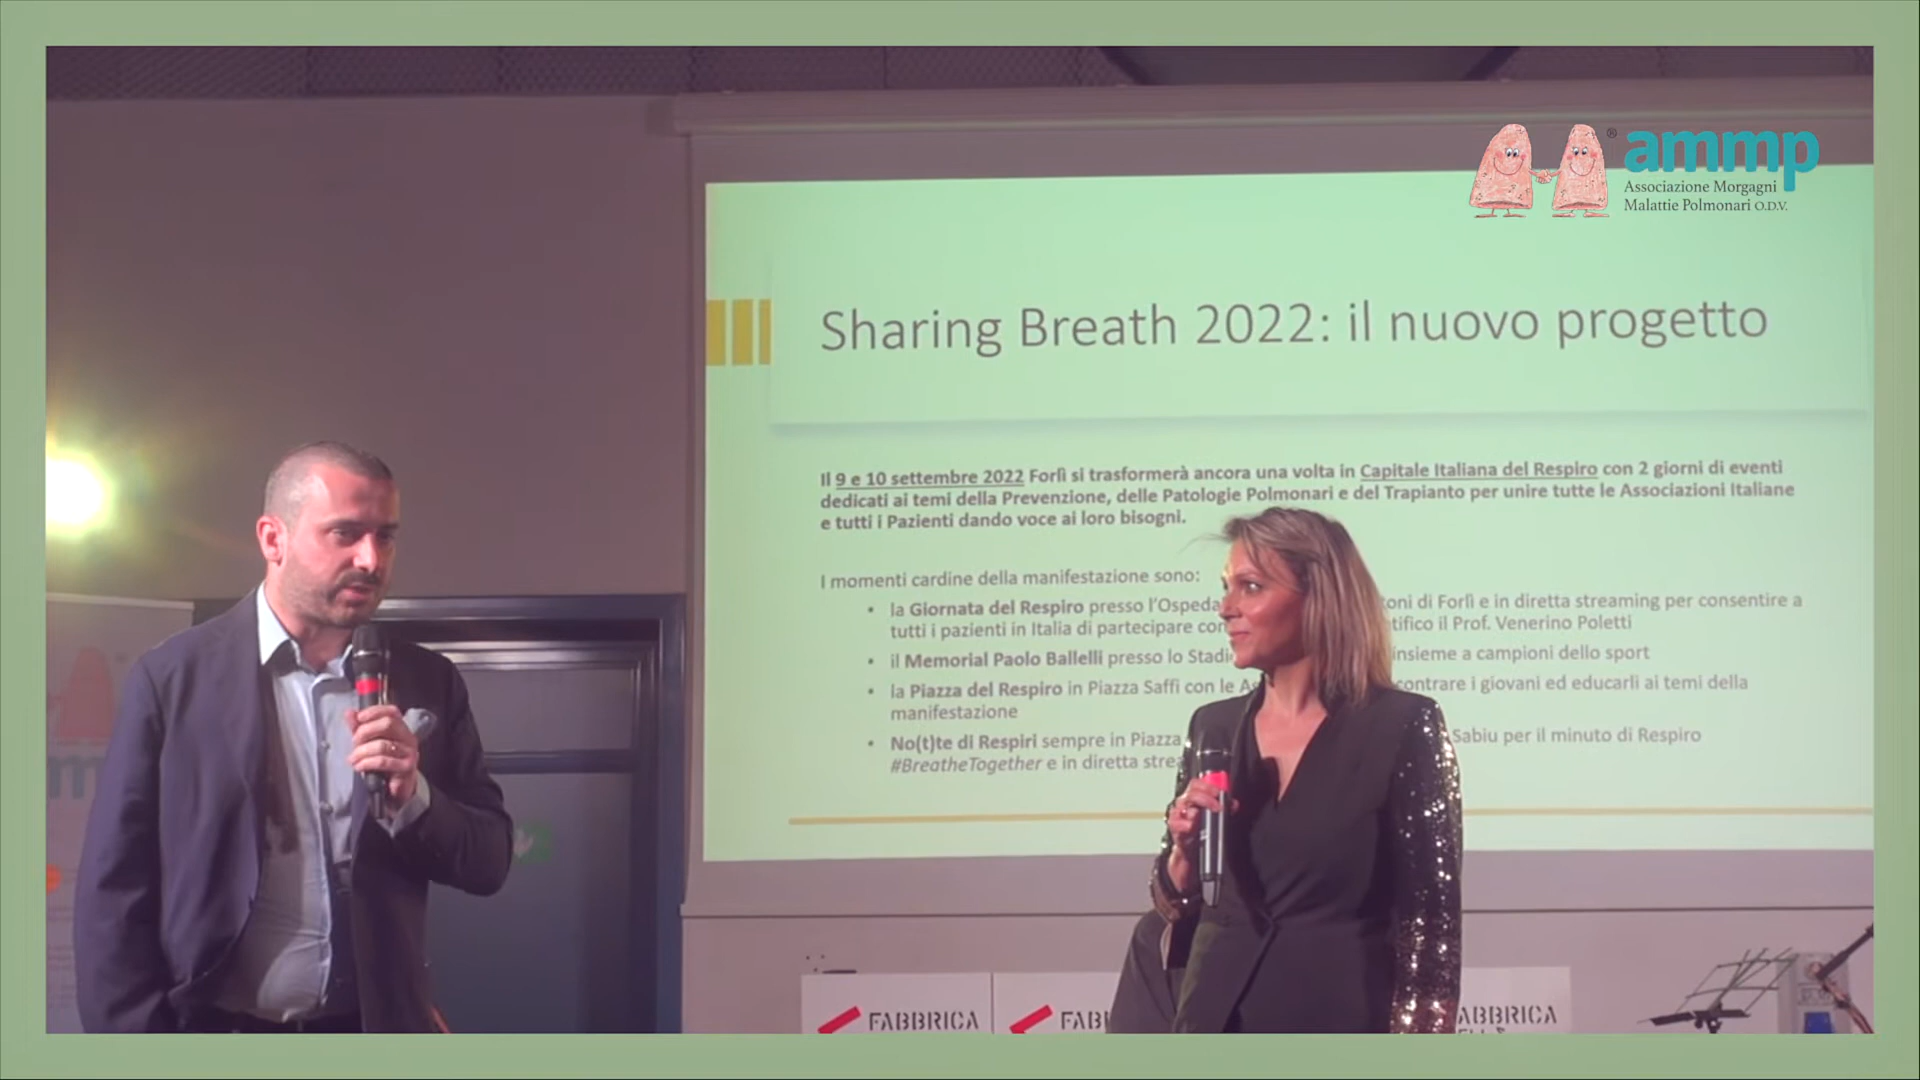 ammp
®
Associazione Morgagni
Malattie Polmonari O.D.V.
Sharing Breath 2022: il nuovo progetto
Il 9 e 10 settembre 2022 Forlì si trasformerà ancora una volta in Capitale Italiana del Respiro con 2 giorni di eventi
dedicati ai temi della Prevenzione, delle Patologie Polmonari e del Trapianto per unire tutte le Associazioni Italiane
e tutti i Pazienti dando voce ai loro bisogni.
I momenti cardine della manifestazione sono:
• la Giornata del Respiro presso l'Ospeda toni di Forlì e in diretta streaming per consentire a
tutti i pazienti in Italia di partecipare con tifico il Prof. Venerino Poletti
• il Memorial Paolo Ballelli presso lo Stadi insieme a campioni dello sport
• la Piazza del Respiro in Piazza Saffi con le As contrare i giovani ed educarli ai temi della
manifestazione
• No(t)te di Respiri sempre in Piazza Sabiu per il minuto di Respiro
#BreatheTogether e in diretta strea
FABBRICA
FABB
ABBRICA